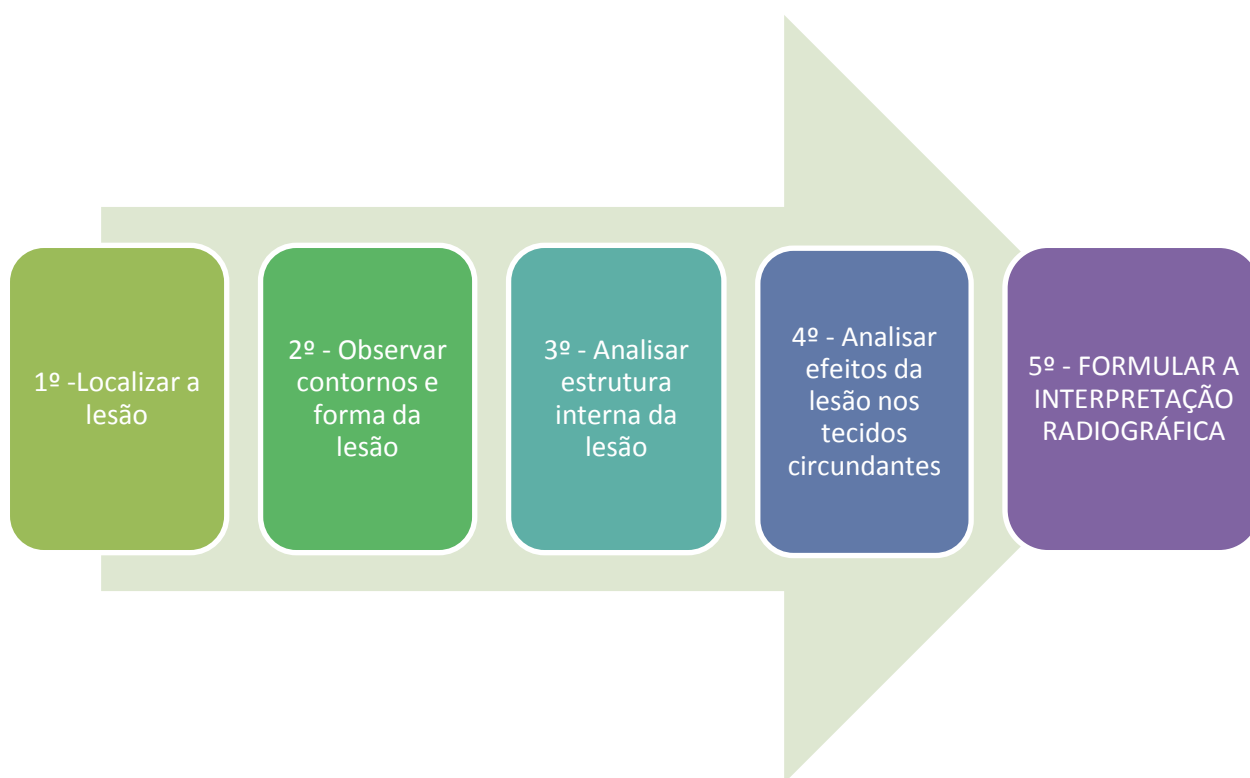 1º -Localizar a
lesão
2º - Observar
contornos e
forma da
lesão
3º - Analisar
estrutura
interna da
lesão
4º - Analisar
efeitos da
lesão nos
tecidos
circundantes
5º - FORMULAR A
INTERPRETAÇÃO
RADIOGRÁFICA